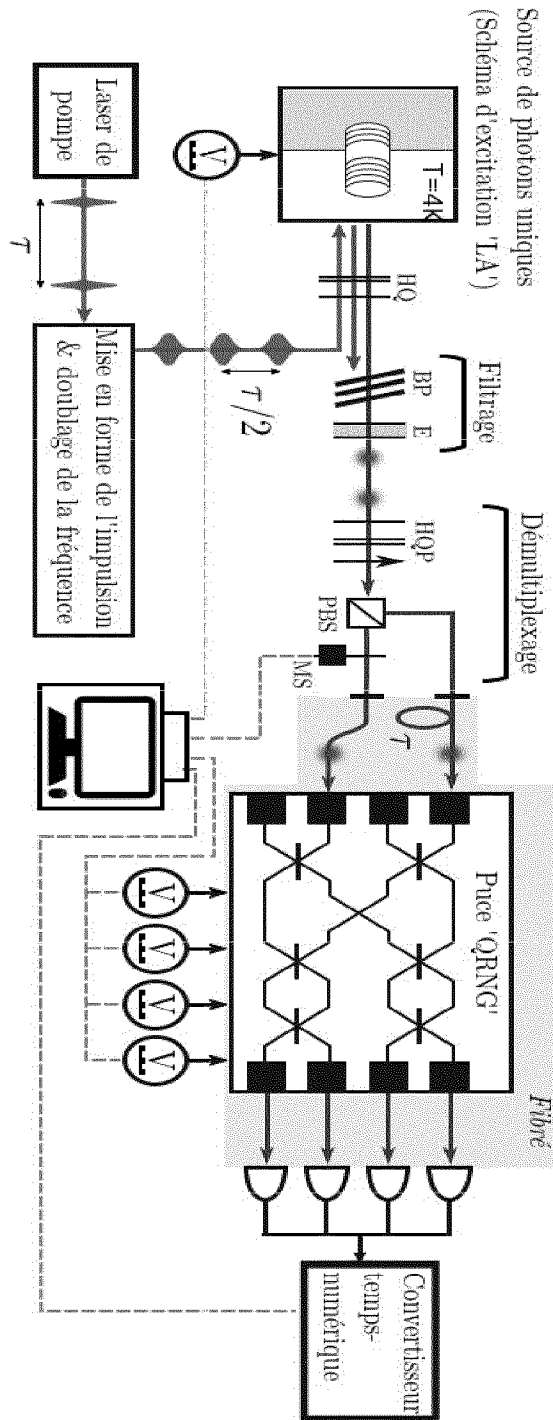 Source de photons uniques
(Schéma d'excitation 'LA')
T=4K
V
Laser de
pompe
τ
Mise en forme de l'impulsion
& doublage de la fréquence
τ/2
HQ
Filtrage
BP
E
Démultiplexage
HQP
PBS
MS
τ
Puce 'QRNG'
Fibré
V
V
V
V
Convertisseur
temps-
numérique